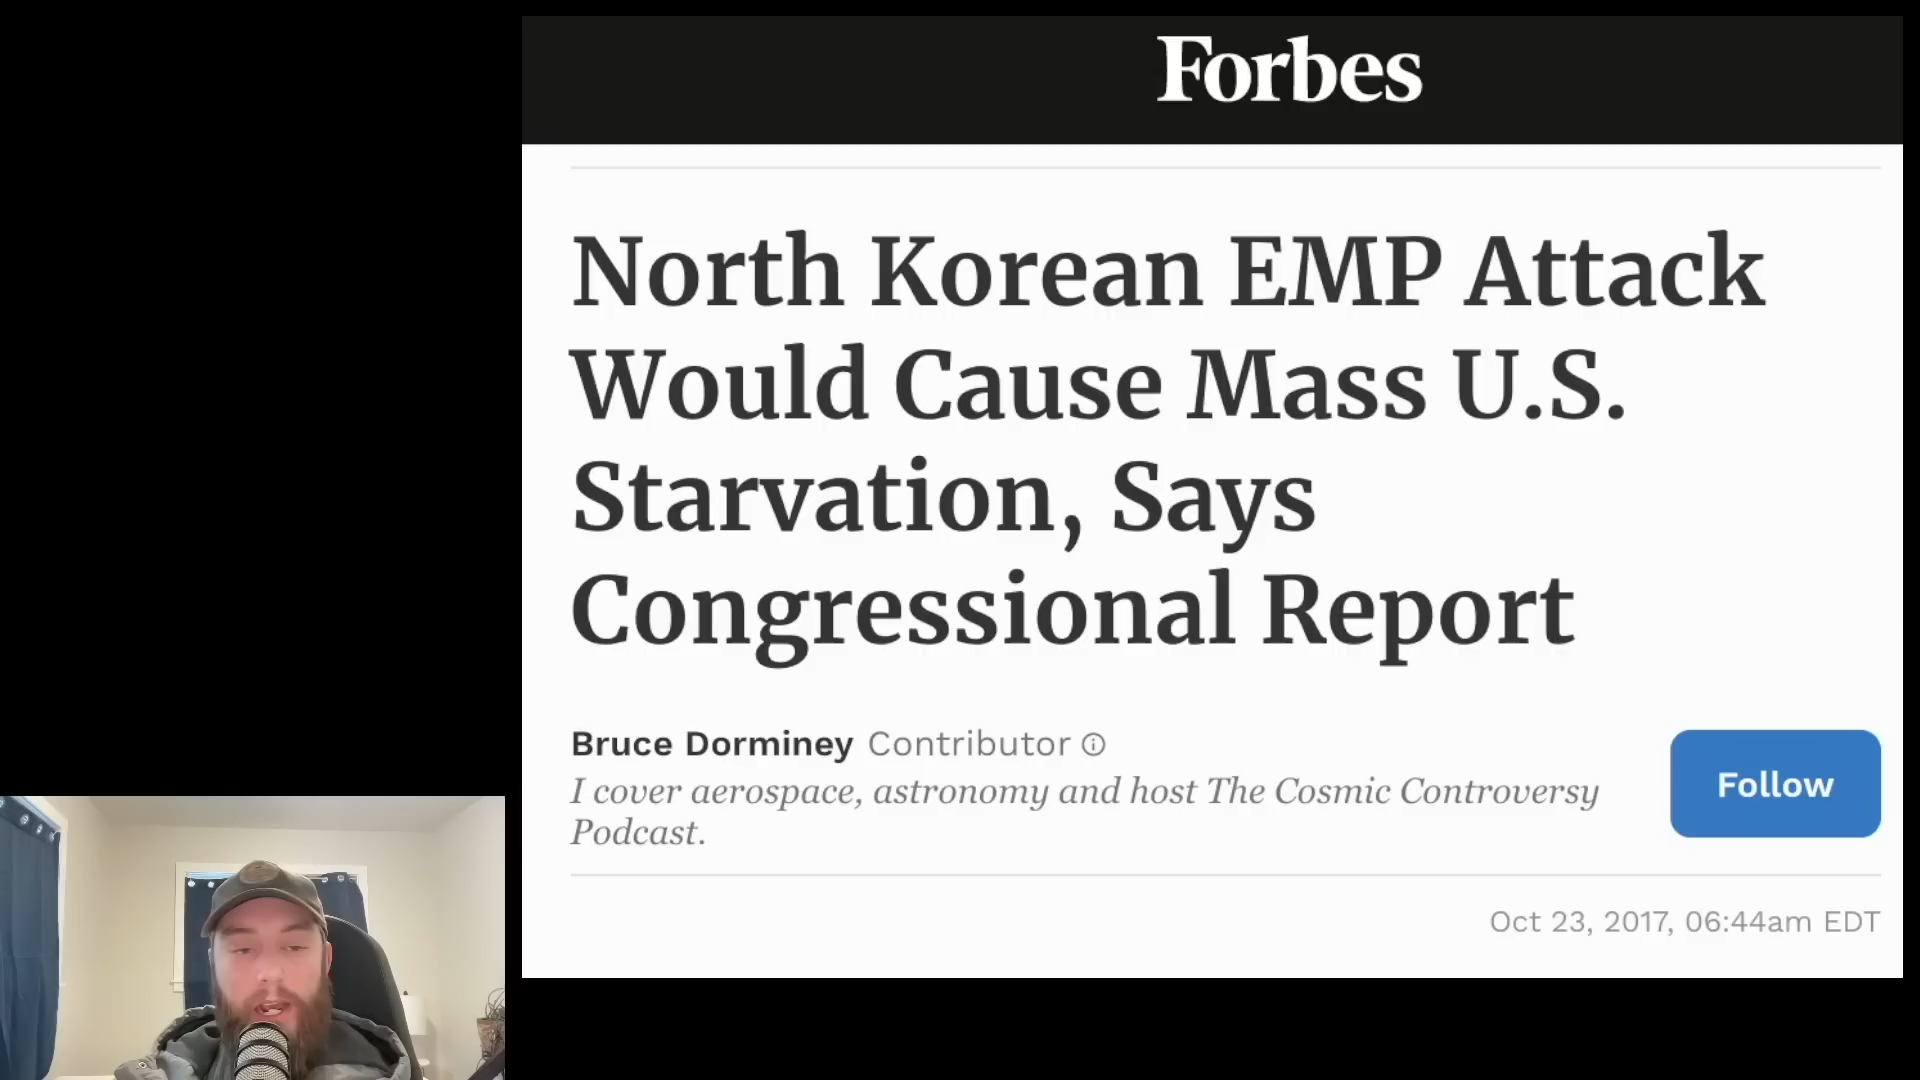 Forbes
North Korean EMP Attack
Would Cause Mass U.S.
Starvation, Says
Congressional Report
Bruce Dorminey Contributor
I cover aerospace, astronomy and host The Cosmic Controversy
Podcast.
Follow
Oct 23, 2017, 06:44am EDT